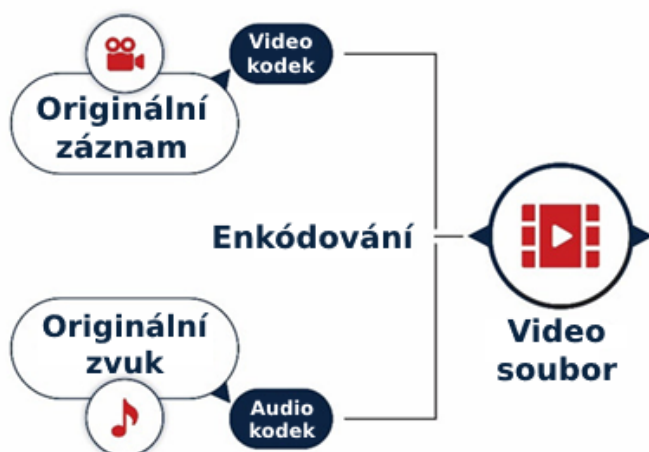 Video
kodek
Originální
záznam
Enkódování
Originální
zvuk
Audio
kodek
Video
soubor